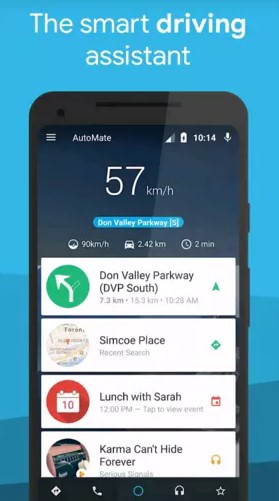 The smart driving
assistant
AutoMate
10:14
57 km/h
Don Valley Parkway [S]
90km/h 2.42 km 2 min
Don Valley Parkway
(DVP South)
7.3 km • 15.3 km • 10:28 AM
Simcoe Place
Recent Search
10
Lunch with Sarah
12:00 PM — Tap to view event
Karma Can't Hide
Forever
Serious Signals